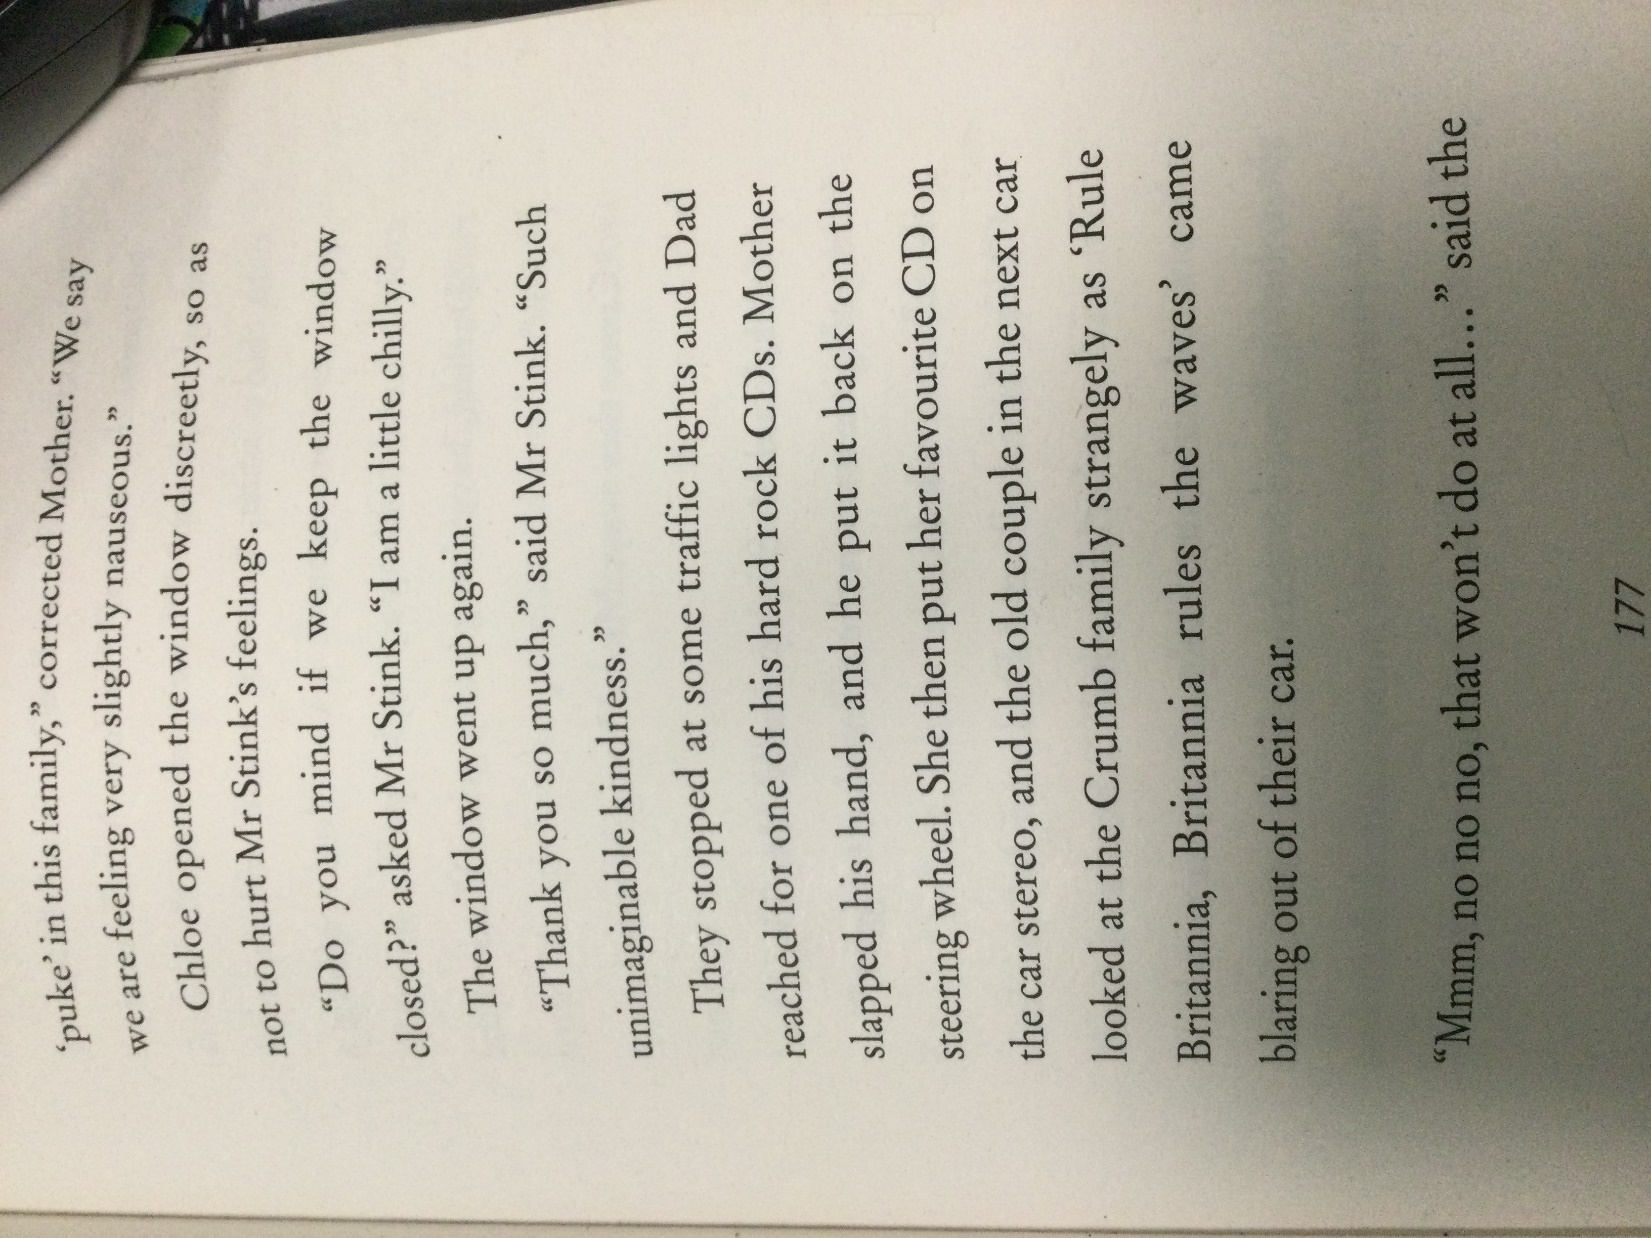 ‘puke’ in this family,” corrected Mother. “We say
we are feeling very slightly nauseous.”
Chloe opened the window discreetly, so as
not to hurt Mr Stink’s feelings.
“Do you mind if we keep the window
closed?” asked Mr Stink. “I am a little chilly.”
The window went up again.
“Thank you so much,” said Mr Stink. “Such
unimaginable kindness.”
They stopped at some traffic lights and Dad
reached for one of his hard rock CDs. Mother
slapped his hand, and he put it back on the
steering wheel. She then put her favourite CD on
the car stereo, and the old couple in the next car
looked at the Crumb family strangely as ‘Rule
Britannia, Britannia rules the waves’ came
blaring out of their car.
“Mmm, no no no, that won’t do at all…” said the
177